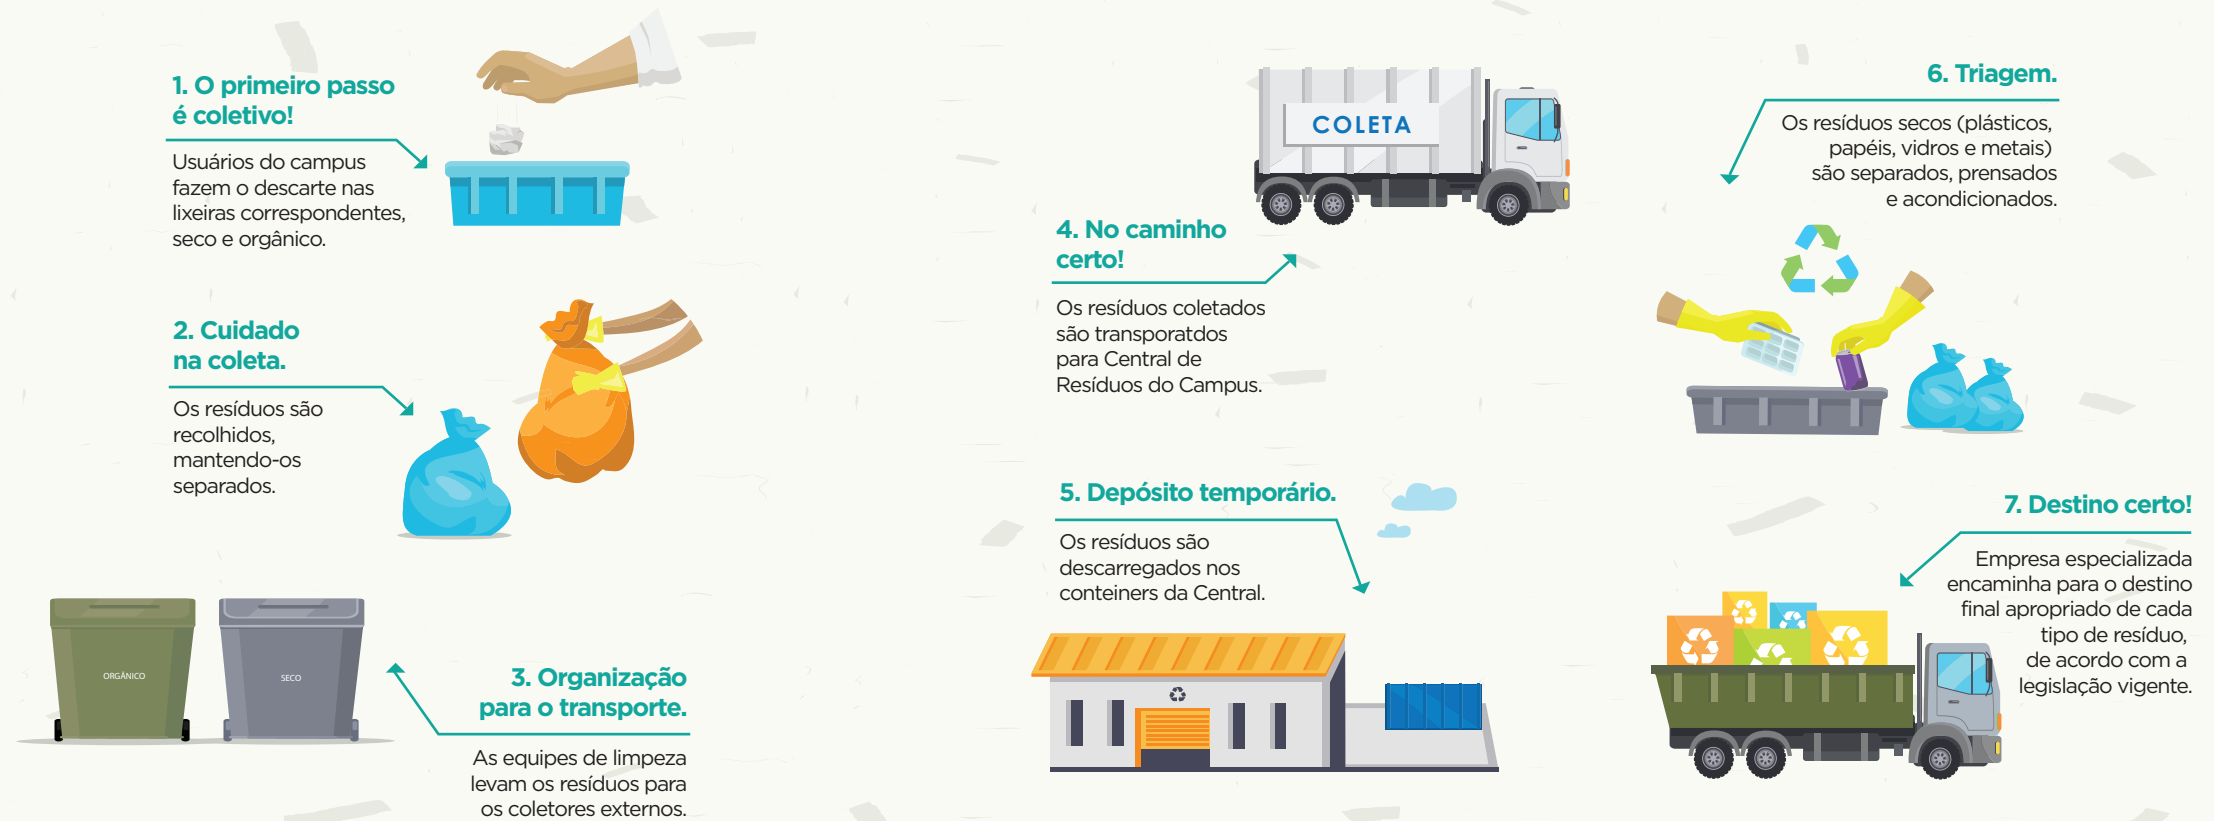 1. O primeiro passo
é coletivo!
Usuários do campus
fazem o descarte nas
lixeiras correspondentes,
seco e orgânico.
2. Cuidado
na coleta.
Os resíduos são
recolhidos,
mantendo-os
separados.
ORGÂNICO
SECO
3. Organização
para o transporte.
As equipes de limpeza
levam os resíduos para
os coletores externos.
COLETA
4. No caminho
certo!
Os resíduos coletados
são transporatdos
para Central de
Resíduos do Campus.
5. Depósito temporário.
Os resíduos são
descarregados nos
conteiners da Central.
6. Triagem.
Os resíduos secos (plásticos,
papéis, vidros e metais)
são separados, prensados
e acondicionados.
7. Destino certo!
Empresa especializada
encaminha para o destino
final apropriado de cada
tipo de resíduo,
de acordo com a
legislação vigente.